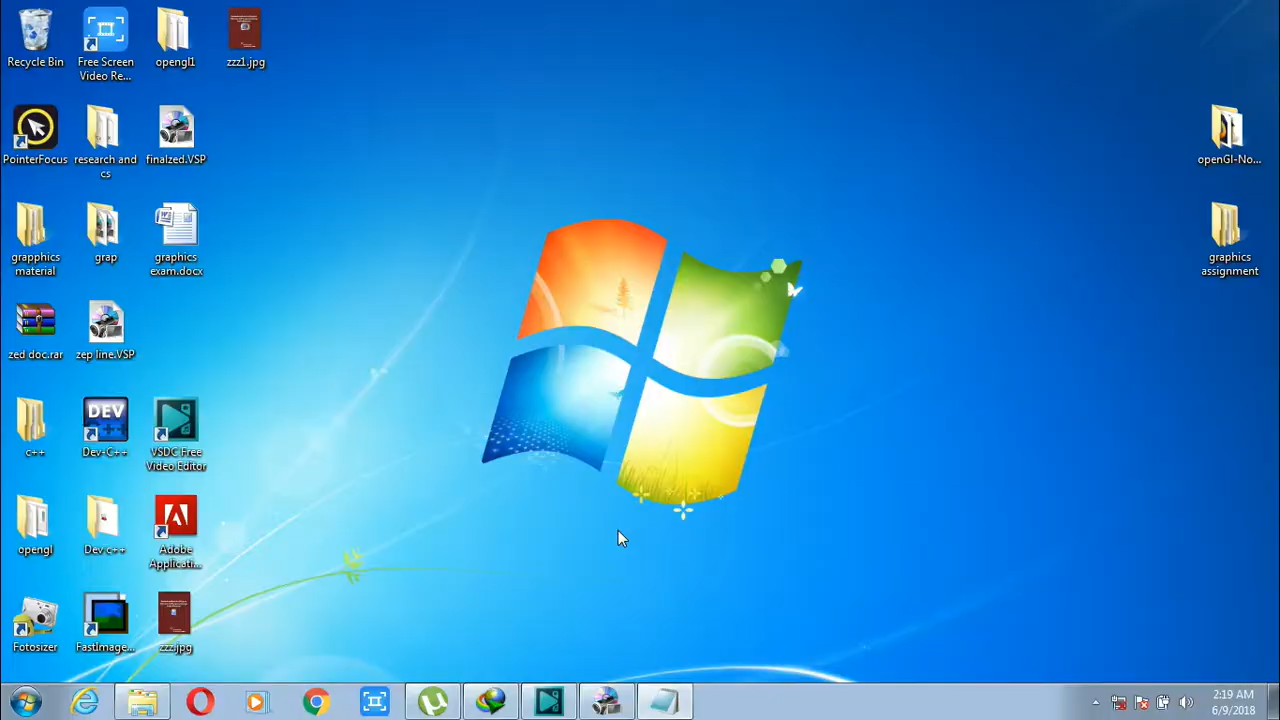 Recycle Bin
Free Screen
Video Re...
opengl1
zzz1.jpg
PointerFocus
research and
cs
finalzed.VSP
openGl-No...
grapphics
material
grap
graphics
exam.docx
graphics
assignment
zed doc.rar
zep line.VSP
c++
DEV
Dev-C++
VSDC Free
Video Editor
opengl
Dev c++
Adobe
Applicati...
Fotosizer
FastImage...
zzz.jpg
2:19 AM
6/9/2018